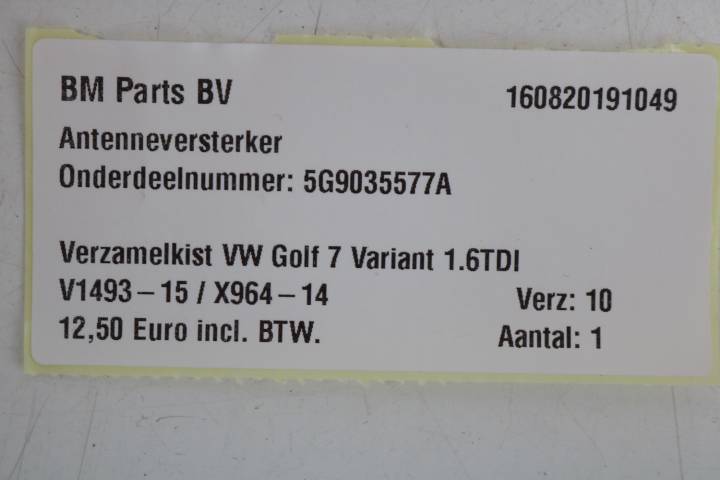 BM Parts BV 160820191049
Antenneversterker
Onderdeelnummer: 5G9035577A
Verzamelkist VW Golf 7 Variant 1.6TDI
V1493-15 / X964-14 Verz: 10
12,50 Euro incl. BTW. Aantal: 1